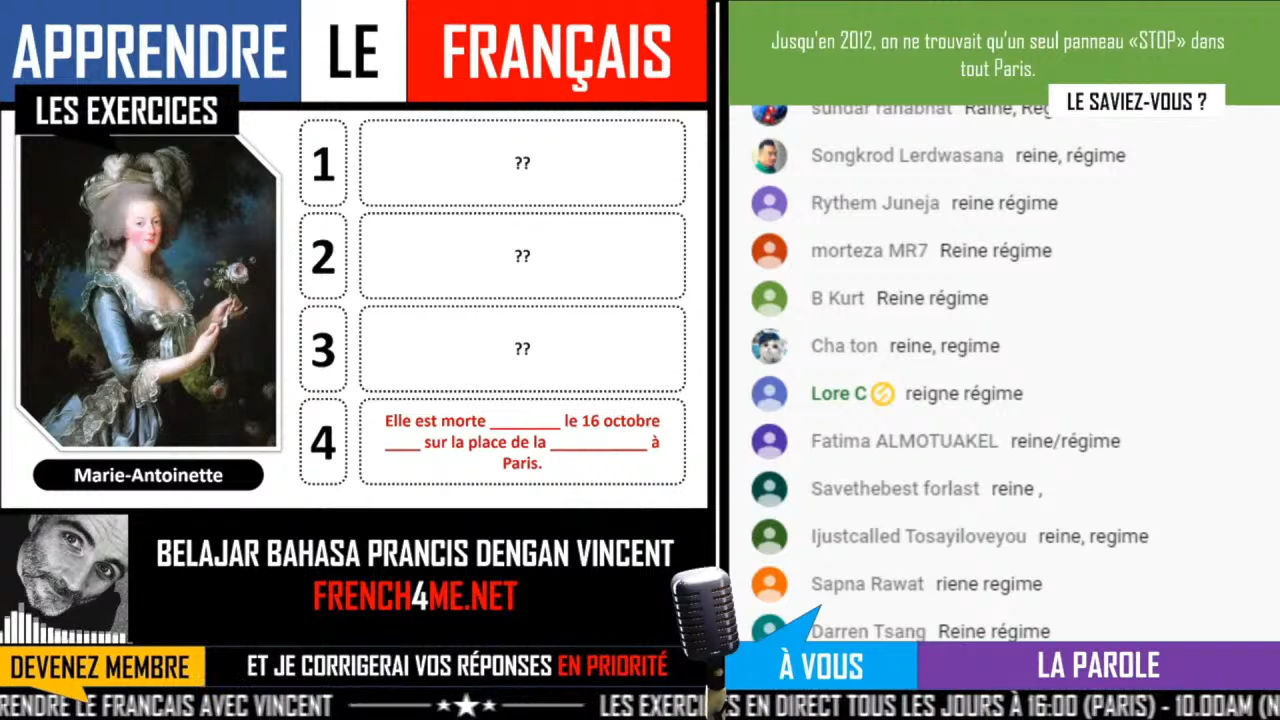 APPRENDRE LE FRANÇAIS
LES EXERCICES
1
??
2
??
3
??
4
Elle est morte ________ le 16 octobre
____ sur la place de la ___________ à
Paris.
Marie-Antoinette
BELAJAR BAHASA PRANCIS DENGAN VINCENT
FRENCH4ME.NET
DEVENEZ MEMBRE
ET JE CORRIGERAI VOS RÉPONSES EN PRIORITÉ
Jusqu'en 2012, on ne trouvait qu'un seul panneau «STOP» dans
tout Paris.
LE SAVIEZ-VOUS ?
Songkrod Lerdwasana reine, régime
Rythem Juneja reine régime
morteza MR7 Reine régime
B Kurt Reine régime
Cha ton reine, regime
Lore C reigne régime
Fatima ALMOTUAKEL reine/régime
Savethebest forlast reine ,
Ijustcalled Tosayiloveyou reine, regime
Sapna Rawat riene regime
Darren Tsang Reine régime
À VOUS
LA PAROLE
RENDRE LE FRANÇAIS AVEC VINCENT
LES EXERCI
S EN DIRECT TOUS LES JOURS À 16:00 (PARIS) - 10.00AM (N